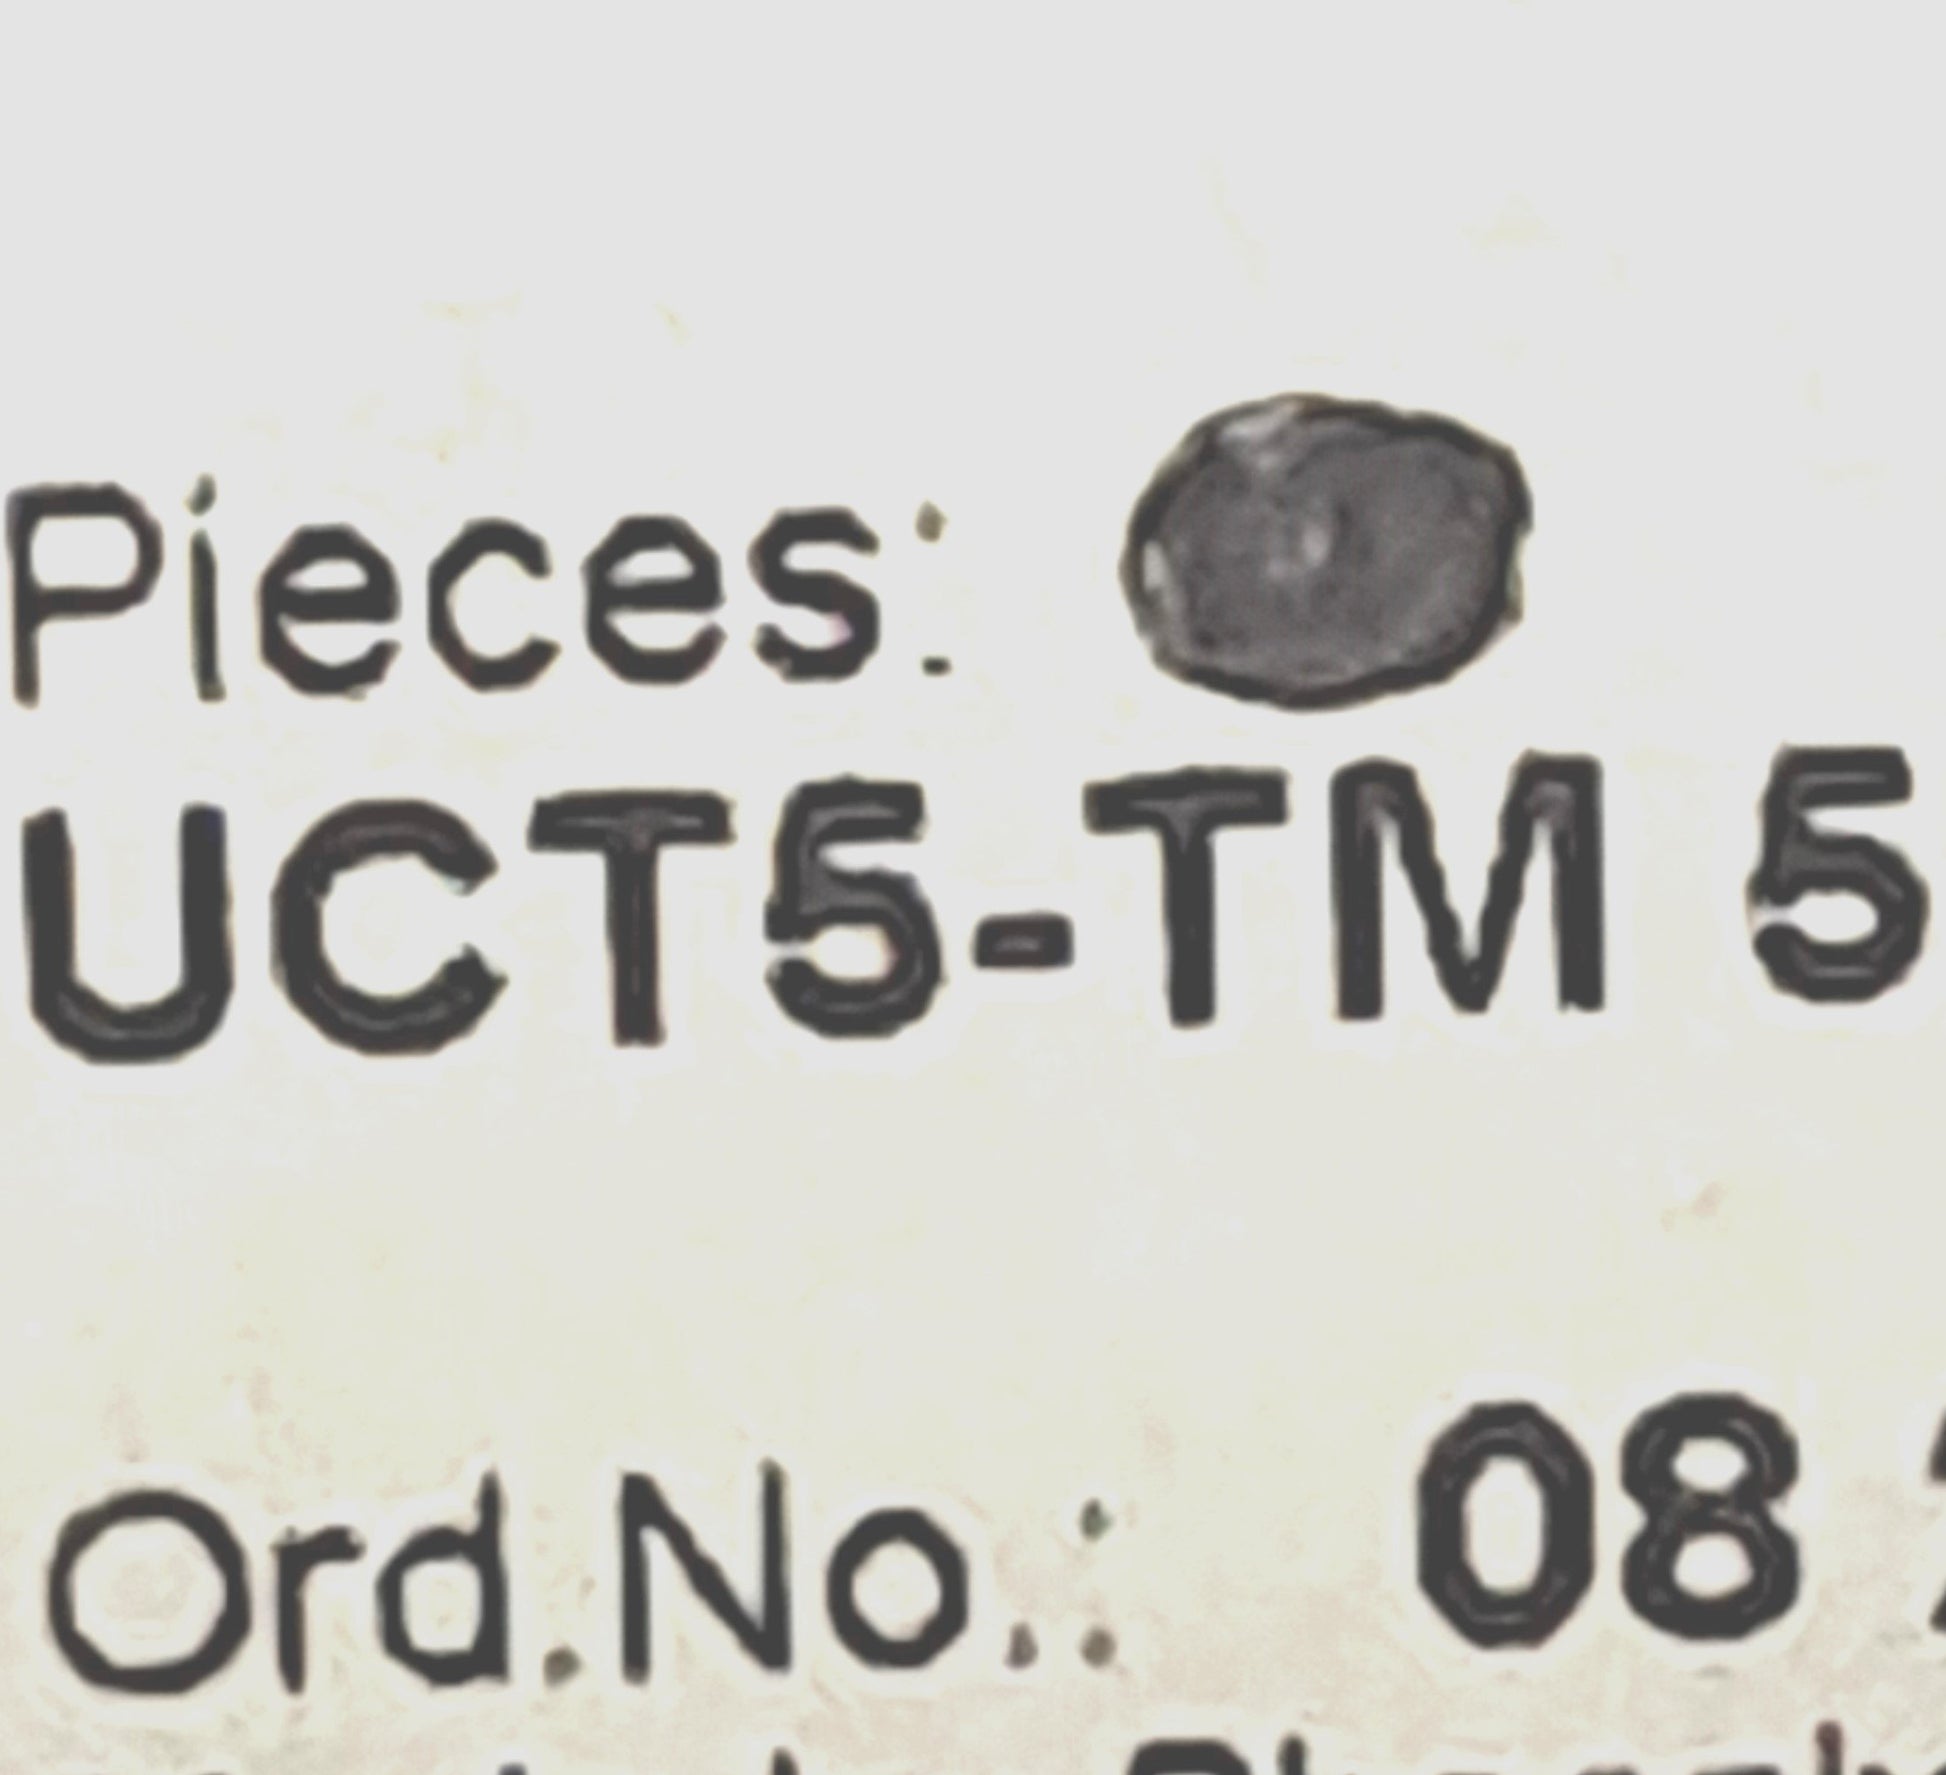 Pieces:
UCT5-TM 5
Ord.No.: 08